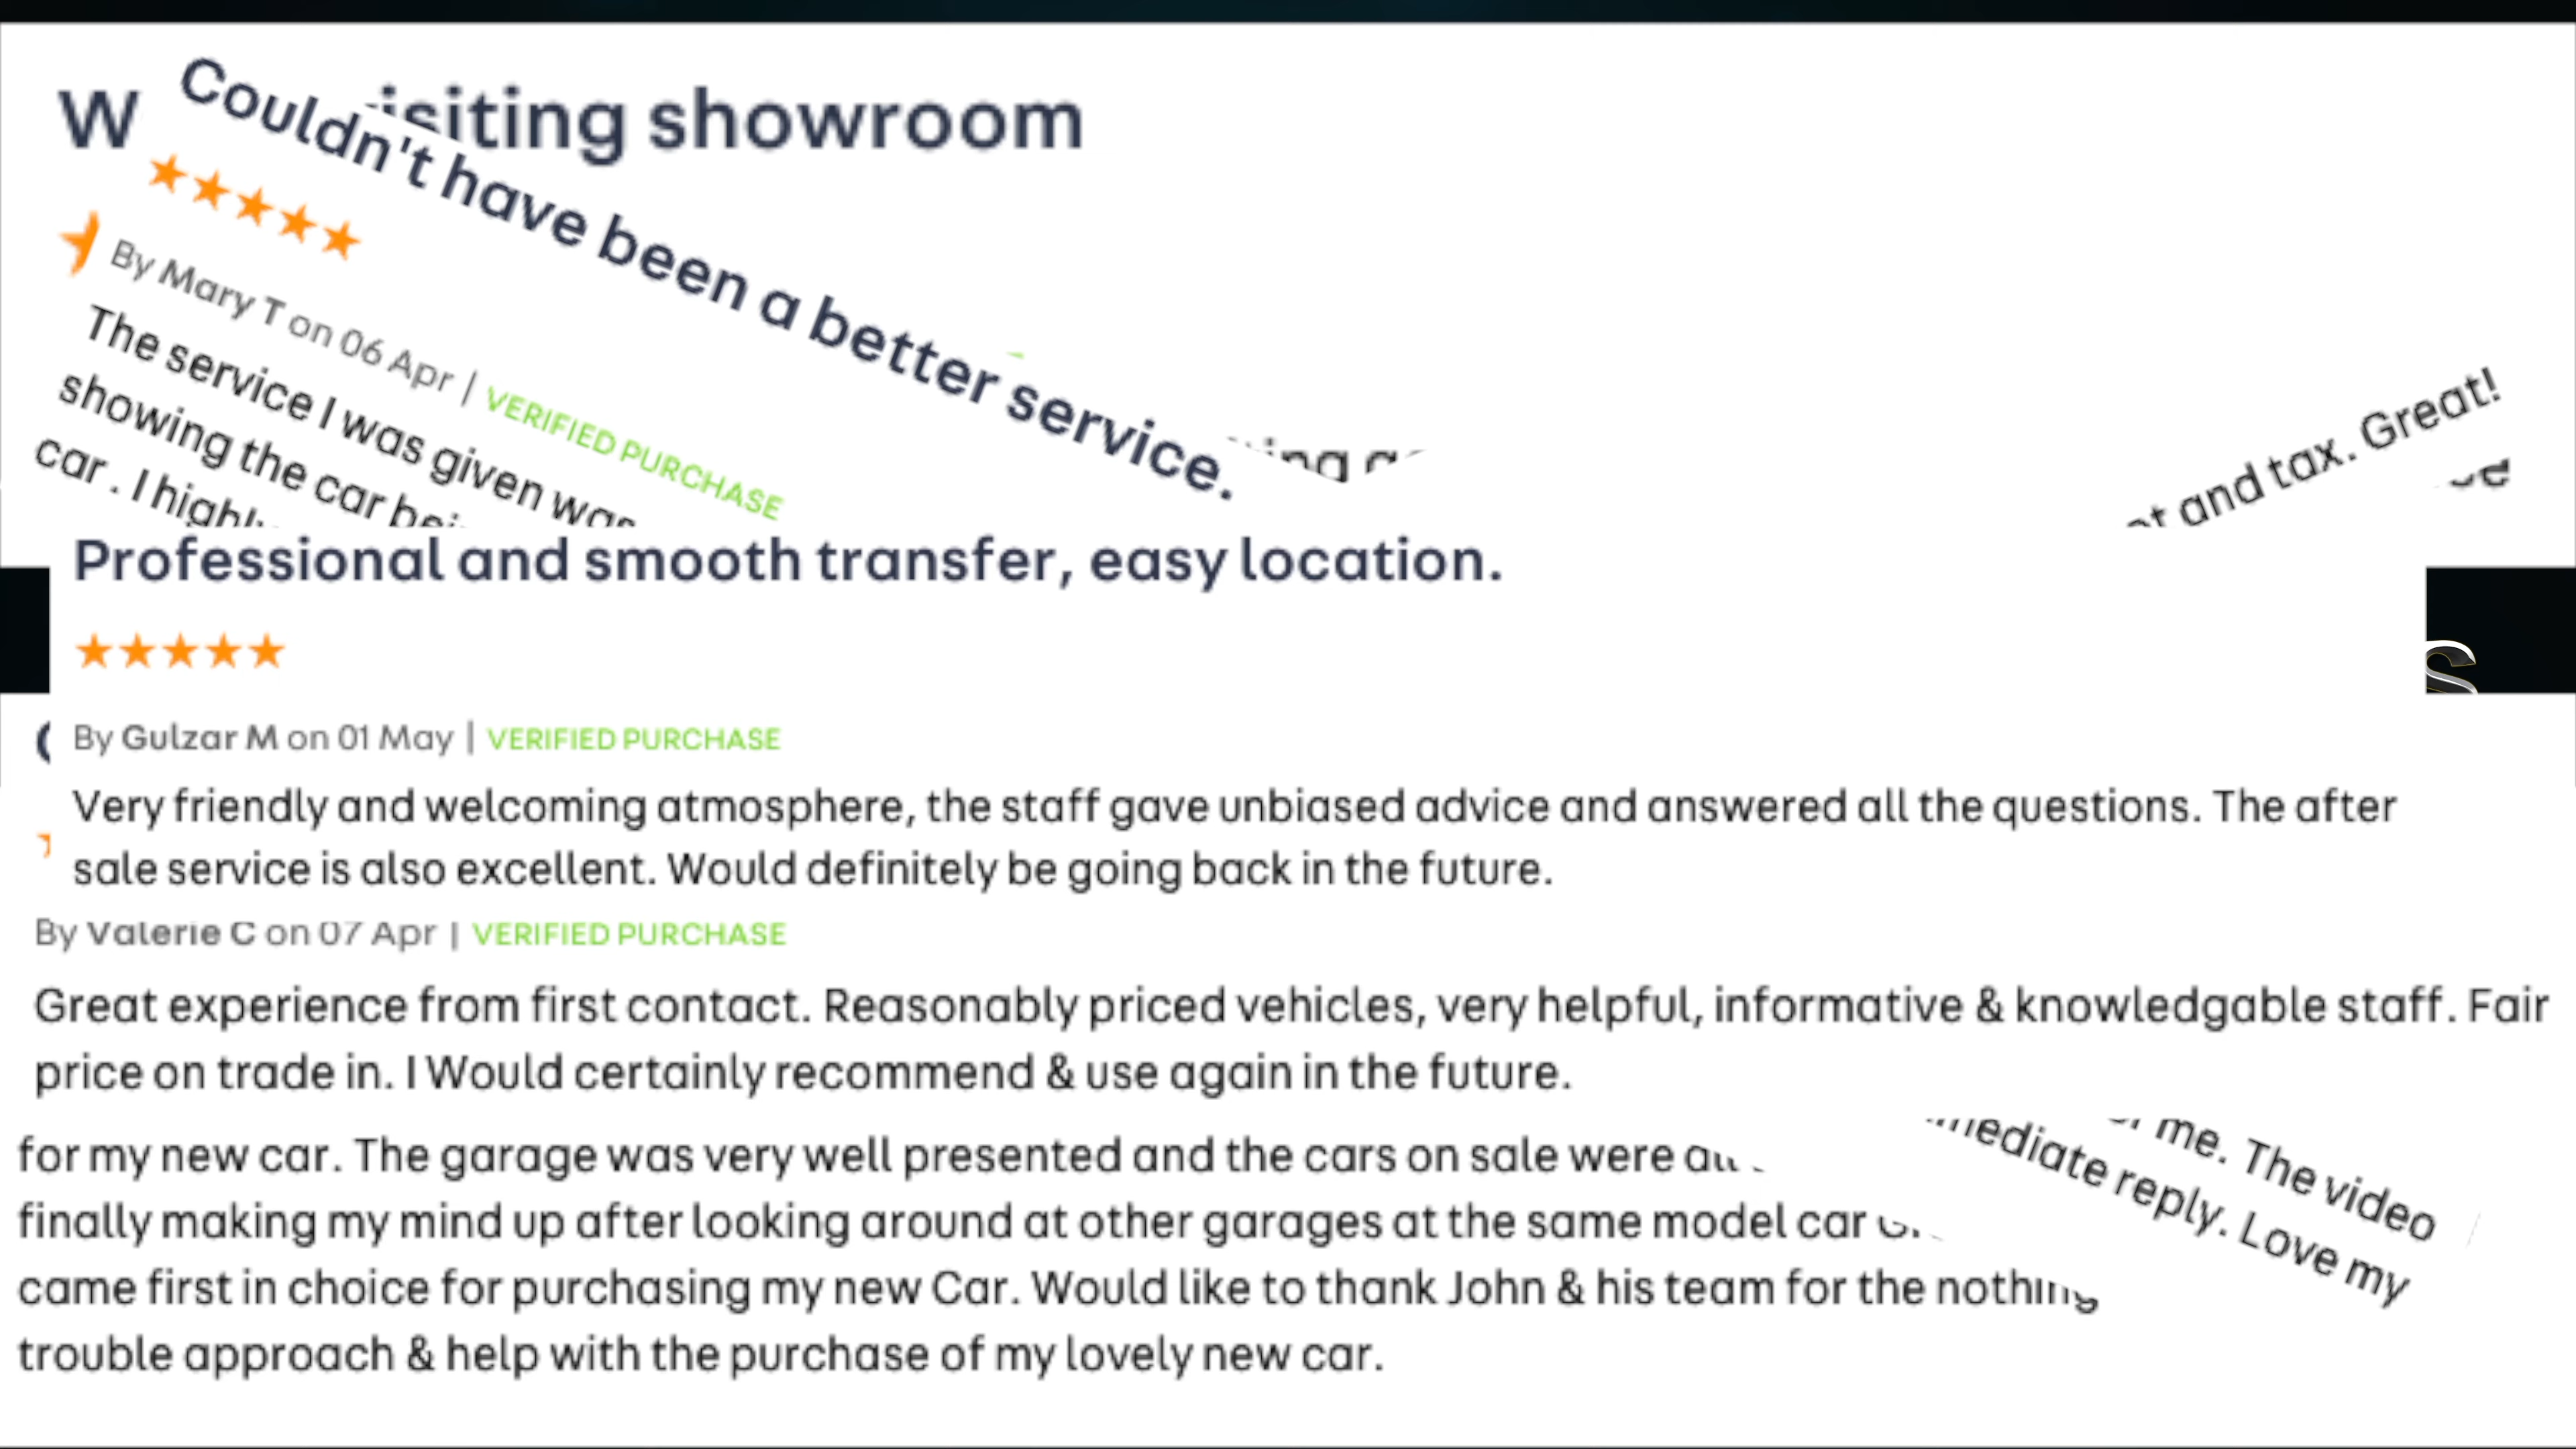 W
isiting showroom
Couldn't have been a better service.
By Mary T on 06 Apr | VERIFIED PURCHASE
The service I was given was
showing the car
car. I
and tax. Great!
Professional and smooth transfer, easy location.
By Gulzar M on 01 May | VERIFIED PURCHASE
Very friendly and welcoming atmosphere, the staff gave unbiased advice and answered all the questions. The after
sale service is also excellent. Would definitely be going back in the future.
S
By Valerie C on 07 Apr | VERIFIED PURCHASE
Great experience from first contact. Reasonably priced vehicles, very helpful, informative & knowledgable staff. Fair
price on trade in. I Would certainly recommend & use again in the future.
me. The video
reply. Love my
for my new car. The garage was very well presented and the cars on sale were
finally making my mind up after looking around at other garages at the same model car
came first in choice for purchasing my new Car. Would like to thank John & his team for the nothing
trouble approach & help with the purchase of my lovely new car.